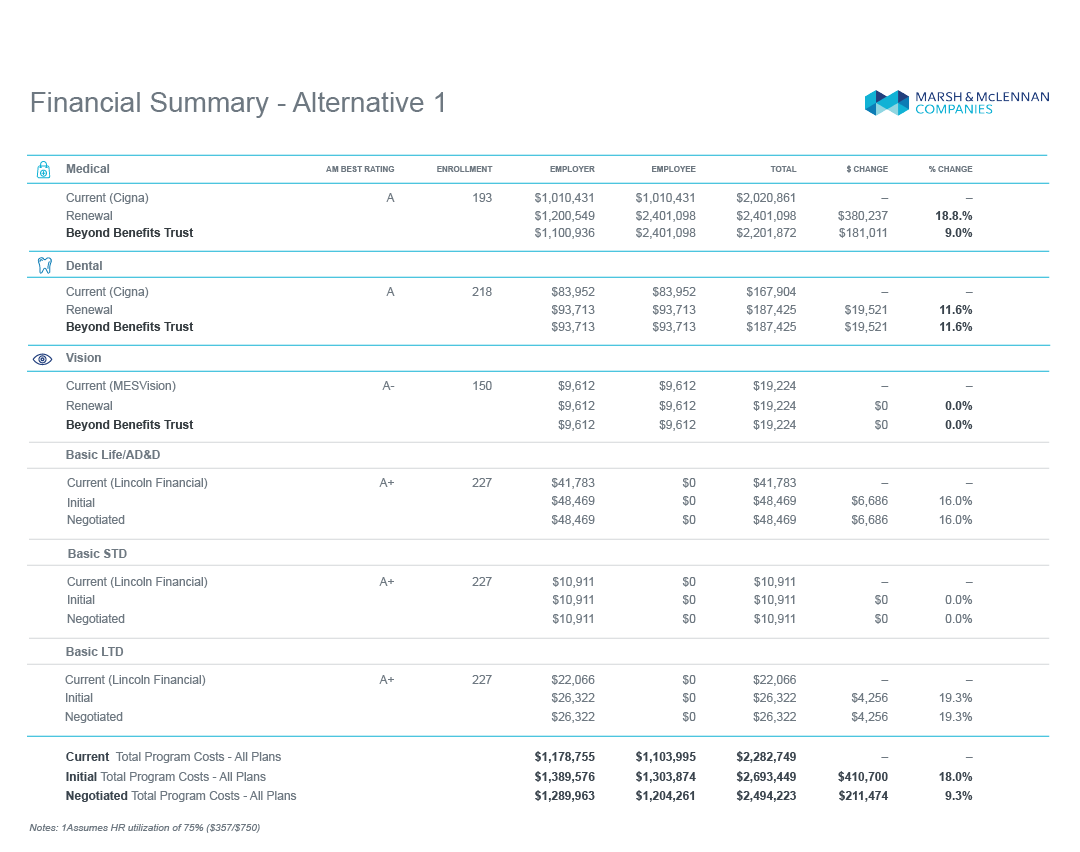 Financial Summary - Alternative 1
MARSH & McLENNAN
COMPANIES
Medical AM BEST RATING ENROLLMENT EMPLOYER EMPLOYEE TOTAL $ CHANGE % CHANGE
Current (Cigna) A 193 $1,010,431 $1,010,431 $2,020,861 – –
Renewal $1,200,549 $2,401,098 $2,401,098 $380,237 18.8.%
Beyond Benefits Trust $1,100,936 $2,401,098 $2,201,872 $181,011 9.0%
Dental
Current (Cigna) A 218 $83,952 $83,952 $167,904 – –
Renewal $93,713 $93,713 $187,425 $19,521 11.6%
Beyond Benefits Trust $93,713 $93,713 $187,425 $19,521 11.6%
Vision
Current (MESVision) A- 150 $9,612 $9,612 $19,224 – –
Renewal $9,612 $9,612 $19,224 $0 0.0%
Beyond Benefits Trust $9,612 $9,612 $19,224 $0 0.0%
Basic Life/AD&D
Current (Lincoln Financial) A+ 227 $41,783 $0 $41,783 – –
Initial $48,469 $0 $48,469 $6,686 16.0%
Negotiated $48,469 $0 $48,469 $6,686 16.0%
Basic STD
Current (Lincoln Financial) A+ 227 $10,911 $0 $10,911 – –
Initial $10,911 $0 $10,911 $0 0.0%
Negotiated $10,911 $0 $10,911 $0 0.0%
Basic LTD
Current (Lincoln Financial) A+ 227 $22,066 $0 $22,066 – –
Initial $26,322 $0 $26,322 $4,256 19.3%
Negotiated $26,322 $0 $26,322 $4,256 19.3%
Current Total Program Costs - All Plans $1,178,755 $1,103,995 $2,282,749 – –
Initial Total Program Costs - All Plans $1,389,576 $1,303,874 $2,693,449 $410,700 18.0%
Negotiated Total Program Costs - All Plans $1,289,963 $1,204,261 $2,494,223 $211,474 9.3%
Notes: 1Assumes HR utilization of 75% ($357/$750)